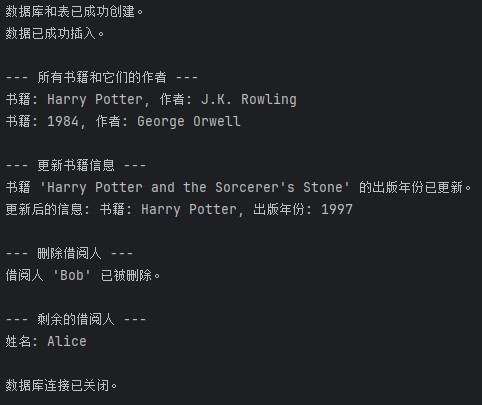 数据库和表已成功创建。
数据已成功插入。
--- 所有书籍和它们的作者 ---
书籍: Harry Potter, 作者: J.K. Rowling
书籍: 1984, 作者: George Orwell
--- 更新书籍信息 ---
书籍 'Harry Potter and the Sorcerer's Stone' 的出版年份已更新。
更新后的信息: 书籍: Harry Potter, 出版年份: 1997
--- 删除借阅人 ---
借阅人 'Bob' 已被删除。
--- 剩余的借阅人 ---
姓名: Alice
数据库连接已关闭。